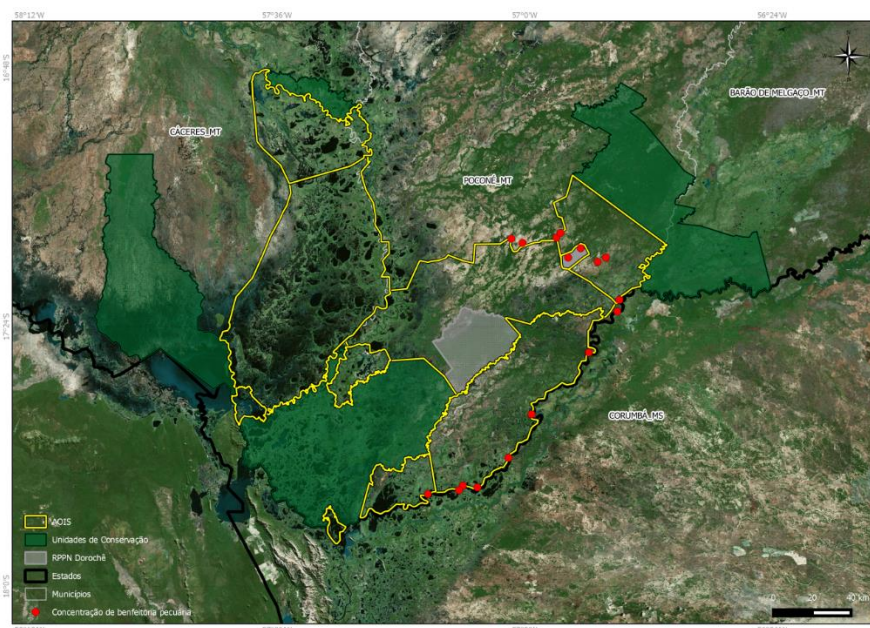 58°12'W 57°36'W 57°0'W 56°24'W
16°48'S
BARÃO DE MELGAÇO_MT
CÁCERES_MT
POCONÉ_MT
17°24'S
CORUMBÁ_MS
18°0'S
AOIS
Unidades de Conservação
RPPN Dorochê
Estados
Municípios
Concentração de benfeitoria pecuária
0 20 40 km